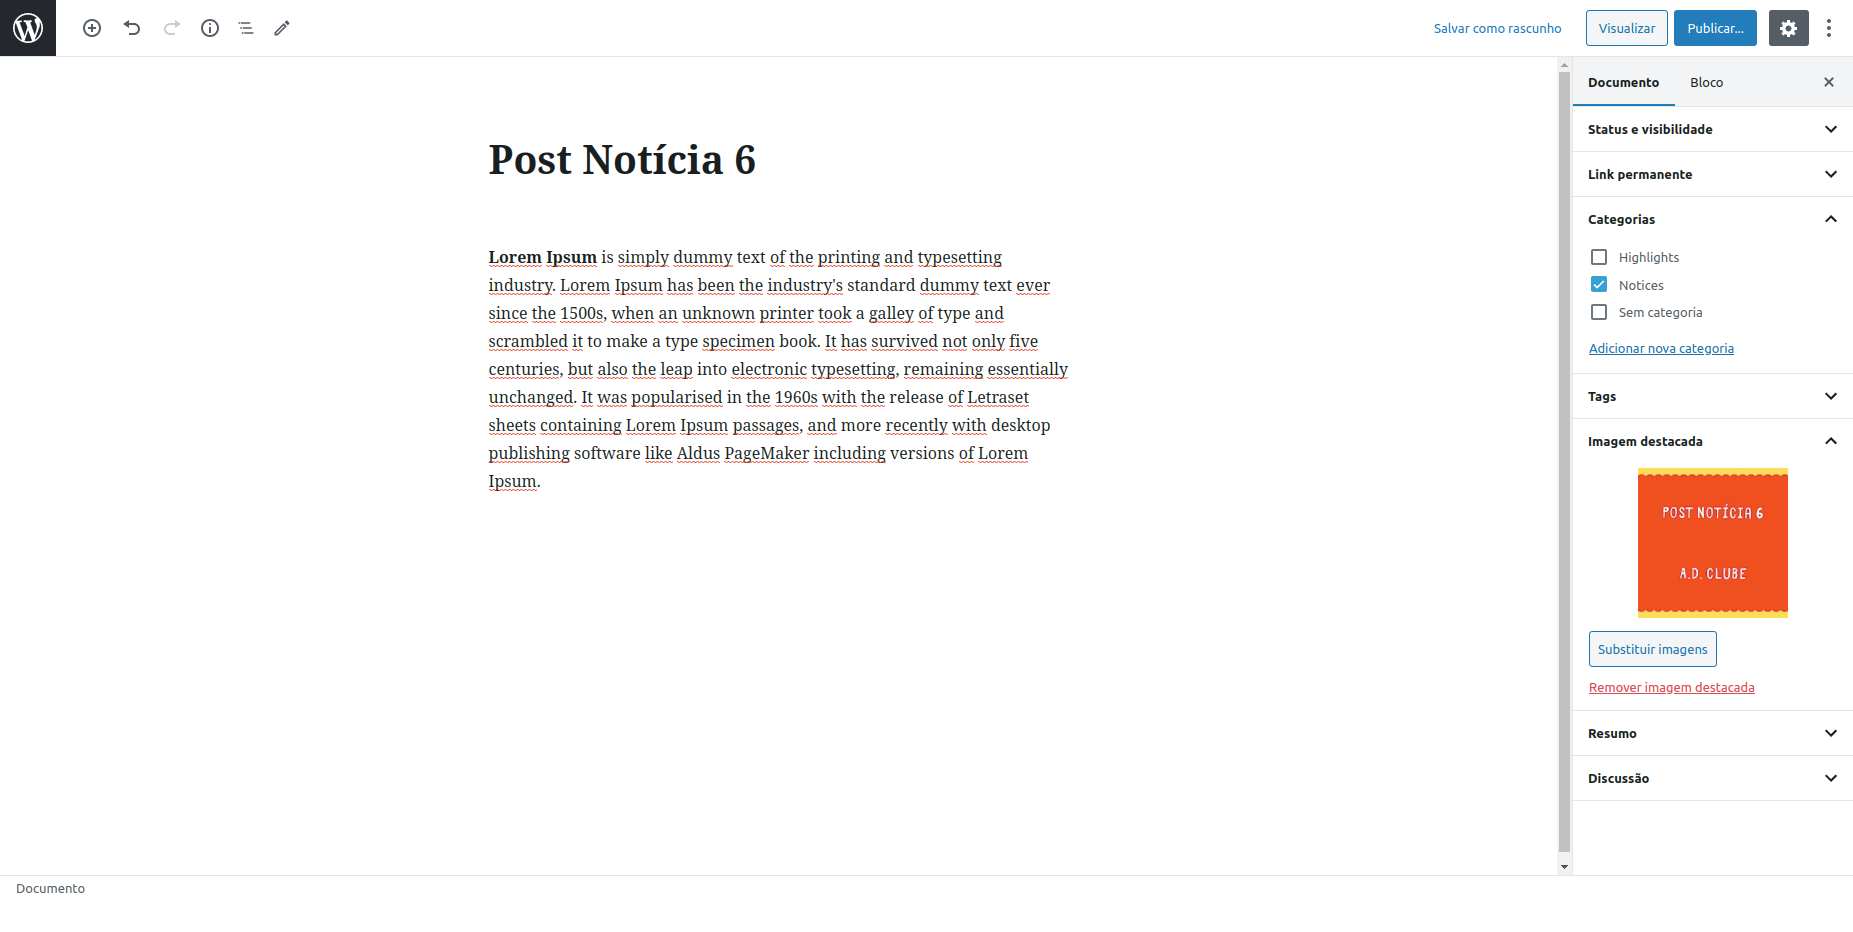 Salvar como rascunho
Visualizar
Publicar...
Documento
Bloco
Status e visibilidade
Link permanente
Categorias
Highlights
Notices
Sem categoria
Adicionar nova categoria
Tags
Imagem destacada
POST NOTÍCIA 6
A.D. CLUBE
Substituir imagens
Remover imagem destacada
Resumo
Discussão
Post Notícia 6
Lorem Ipsum is simply dummy text of the printing and typesetting
industry. Lorem Ipsum has been the industry's standard dummy text ever
since the 1500s, when an unknown printer took a galley of type and
scrambled it to make a type specimen book. It has survived not only five
centuries, but also the leap into electronic typesetting, remaining essentially
unchanged. It was popularised in the 1960s with the release of Letraset
sheets containing Lorem Ipsum passages, and more recently with desktop
publishing software like Aldus PageMaker including versions of Lorem
Ipsum.
Documento